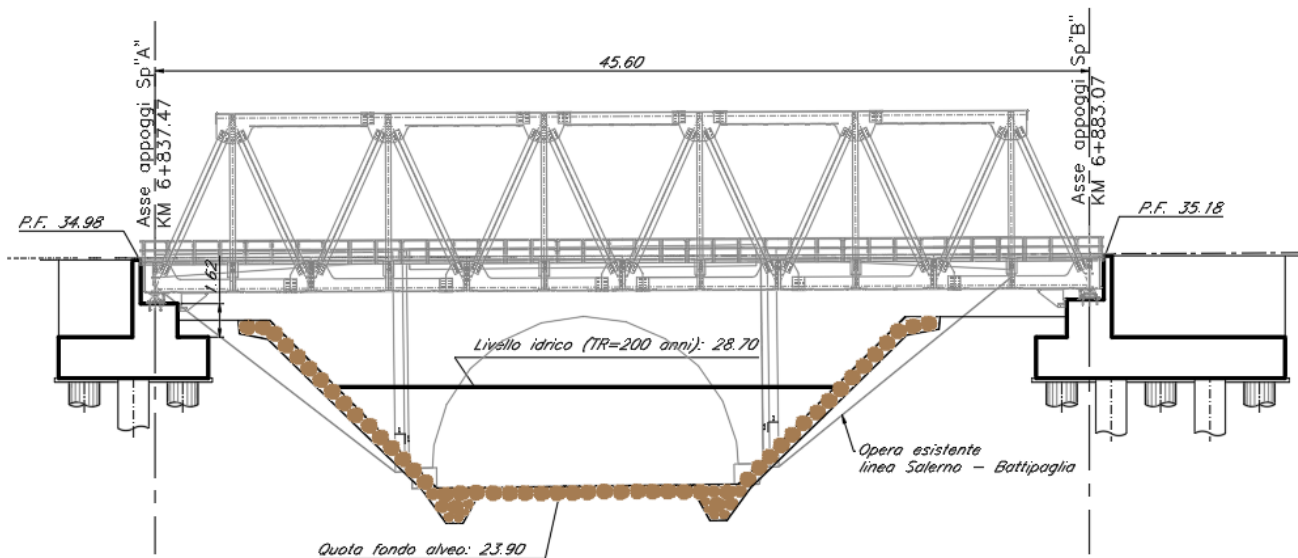 45.60
Asse appoggi Sp"A"
KM 6+837.47
Asse appoggi Sp"B"
KM 6+883.07
P.F. 34.98
P.F. 35.18
1.62
Livello idrico (TR=200 anni): 28.70
Opera esistente
linea Salerno - Battipaglia
Quota fondo alveo: 23.90